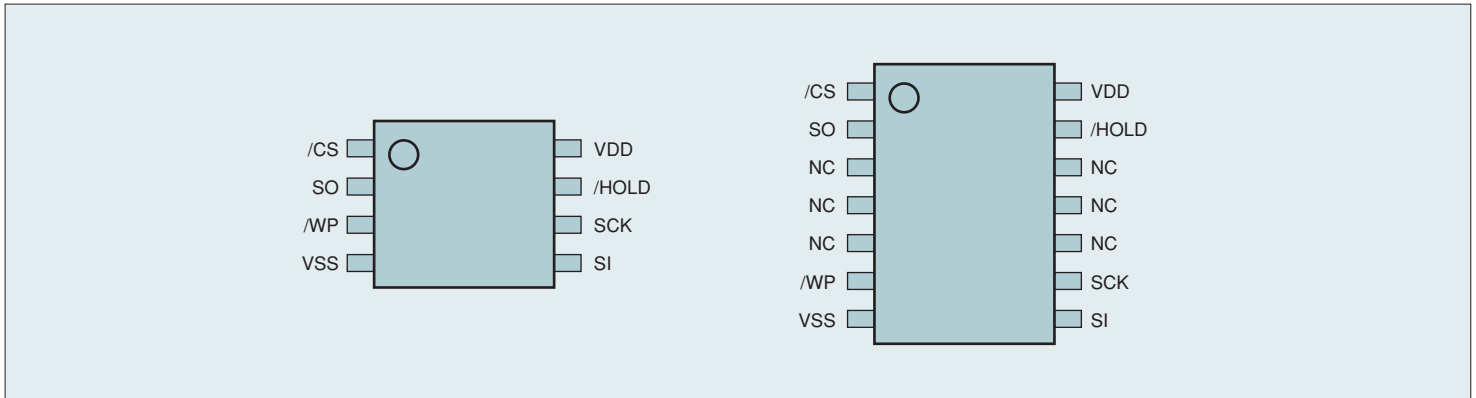 /CS VDD
SO /HOLD
/WP SCK
VSS SI
/CS VDD
SO /HOLD
NC NC
NC NC
NC NC
/WP SCK
VSS SI